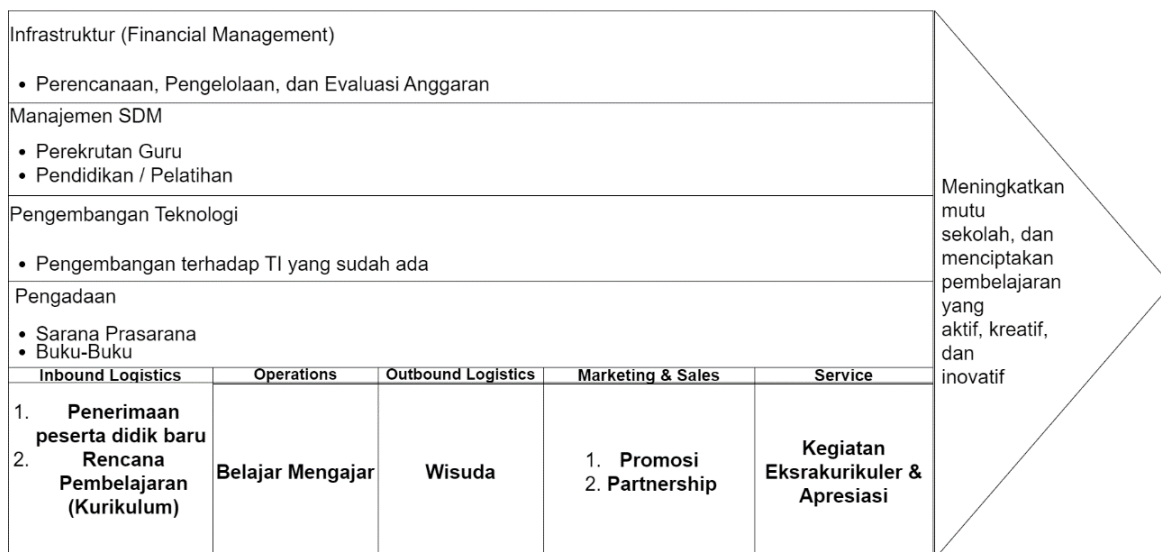 Infrastruktur (Financial Management)
• Perencanaan, Pengelolaan, dan Evaluasi Anggaran
Manajemen SDM
• Perekrutan Guru
• Pendidikan / Pelatihan
Pengembangan Teknologi
• Pengembangan terhadap TI yang sudah ada
Pengadaan
• Sarana Prasarana
• Buku-Buku
Inbound Logistics
1. Penerimaan
peserta didik baru
2. Rencana
Pembelajaran
(Kurikulum)
Operations
Belajar Mengajar
Outbound Logistics
Wisuda
Marketing & Sales
1. Promosi
2. Partnership
Service
Kegiatan
Eksrakurikuler &
Apresiasi
Meningkatkan
mutu
sekolah, dan
menciptakan
pembelajaran
yang
aktif, kreatif,
dan
inovatif